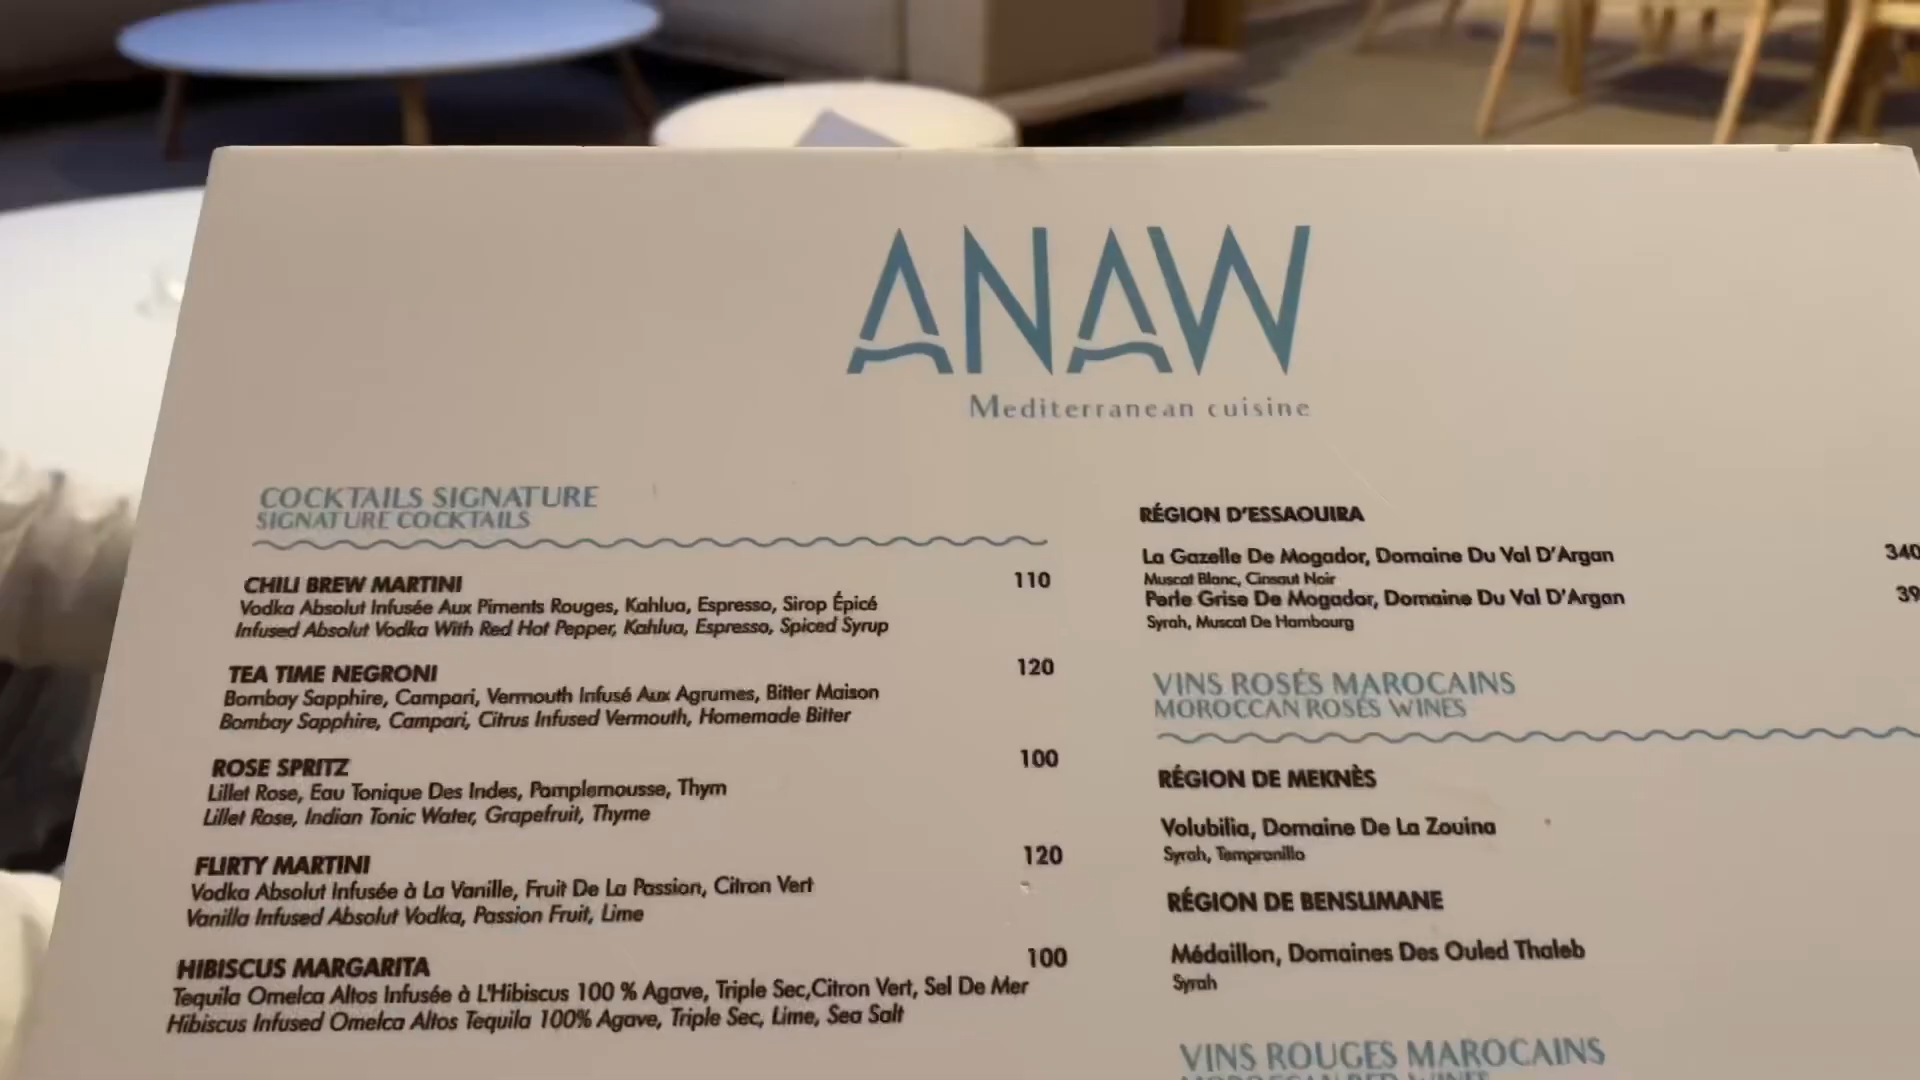 ANAW
Mediterranean cuisine
COCKTAILS SIGNATURE
SIGNATURE COCKTAILS
CHILI BREW MARTINI 110
Vodka Absolut Infusée Aux Piments Rouges, Kahlua, Espresso, Sirop Épicé
Infused Absolut Vodka With Red Hot Pepper, Kahlua, Espresso, Spiced Syrup
TEA TIME NEGRONI 120
Bombay Sapphire, Campari, Vermouth Infusé Aux Agrumes, Bitter Maison
Bombay Sapphire, Campari, Citrus Infused Vermouth, Homemade Bitter
ROSE SPRITZ 100
Lillet Rose, Eau Tonique Des Indes, Pamplemousse, Thym
Lillet Rose, Indian Tonic Water, Grapefruit, Thyme
FLIRTY MARTINI 120
Vodka Absolut Infusée à La Vanille, Fruit De La Passion, Citron Vert
Vanilla Infused Absolut Vodka, Passion Fruit, Lime
HIBISCUS MARGARITA 100
Tequila Omelca Altos Infusée à L'Hibiscus 100 % Agave, Triple Sec,Citron Vert, Sel De Mer
Hibiscus Infused Omelca Altos Tequila 100% Agave, Triple Sec, Lime, Sea Salt
RÉGION D'ESSAOUIRA
La Gazelle De Mogador, Domaine Du Val D'Argan 340
Muscat Blanc, Cinsaut Noir
Perle Grise De Mogador, Domaine Du Val D'Argan 39
Syrah, Muscat De Hambourg
VINS ROSÉS MAROCAINS
MOROCCAN ROSÉS WINES
RÉGION DE MEKNÈS
Volubilia, Domaine De La Zouina
Syrah, Tempranillo
RÉGION DE BENSLIMANE
Médaillon, Domaines Des Ouled Thaleb
Syrah
VINS ROUGES MAROCAINS
MOROCCAN RED WINES